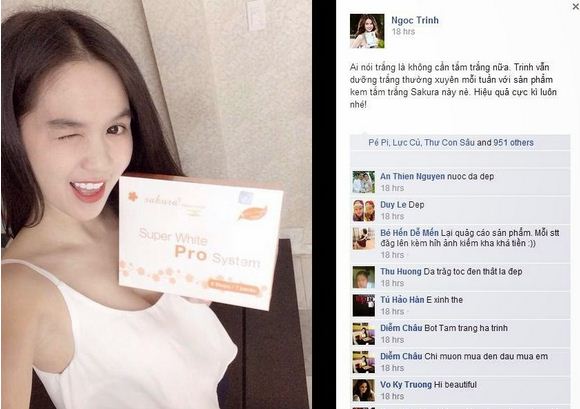 sakura
Super White
Pro System
Ngoc Trinh
18 hrs
Ai nói trắng là không cần tắm trắng nữa. Trinh vẫn
dưỡng trắng thường xuyên mỗi tuần với sản phẩm
kem tắm trắng Sakura này nè. Hiệu quả cực kì luôn
nhé!
Pé Pi, Lực Củ, Thư Con Sâu and 951 others
An Thien Nguyen nuoc da dep
18 hrs
Duy Le Dep
18 hrs
Bé Hền Dễ Mến Lại quảng cáo sản phẩm. Mỗi stt
đăg lên kèm hìh ảnh kiếm kha khá tiền :))
18 hrs
Thu Huong Da trăg toc đen thât la đep
18 hrs
Tú Hảo Hàn E xinh the
18 hrs
Diễm Châu Bot Tam trang ha trinh
18 hrs
Diễm Châu Chi muon mua den dau mua em
18 hrs
Vo Ky Truong Hi beautiful
18 hrs